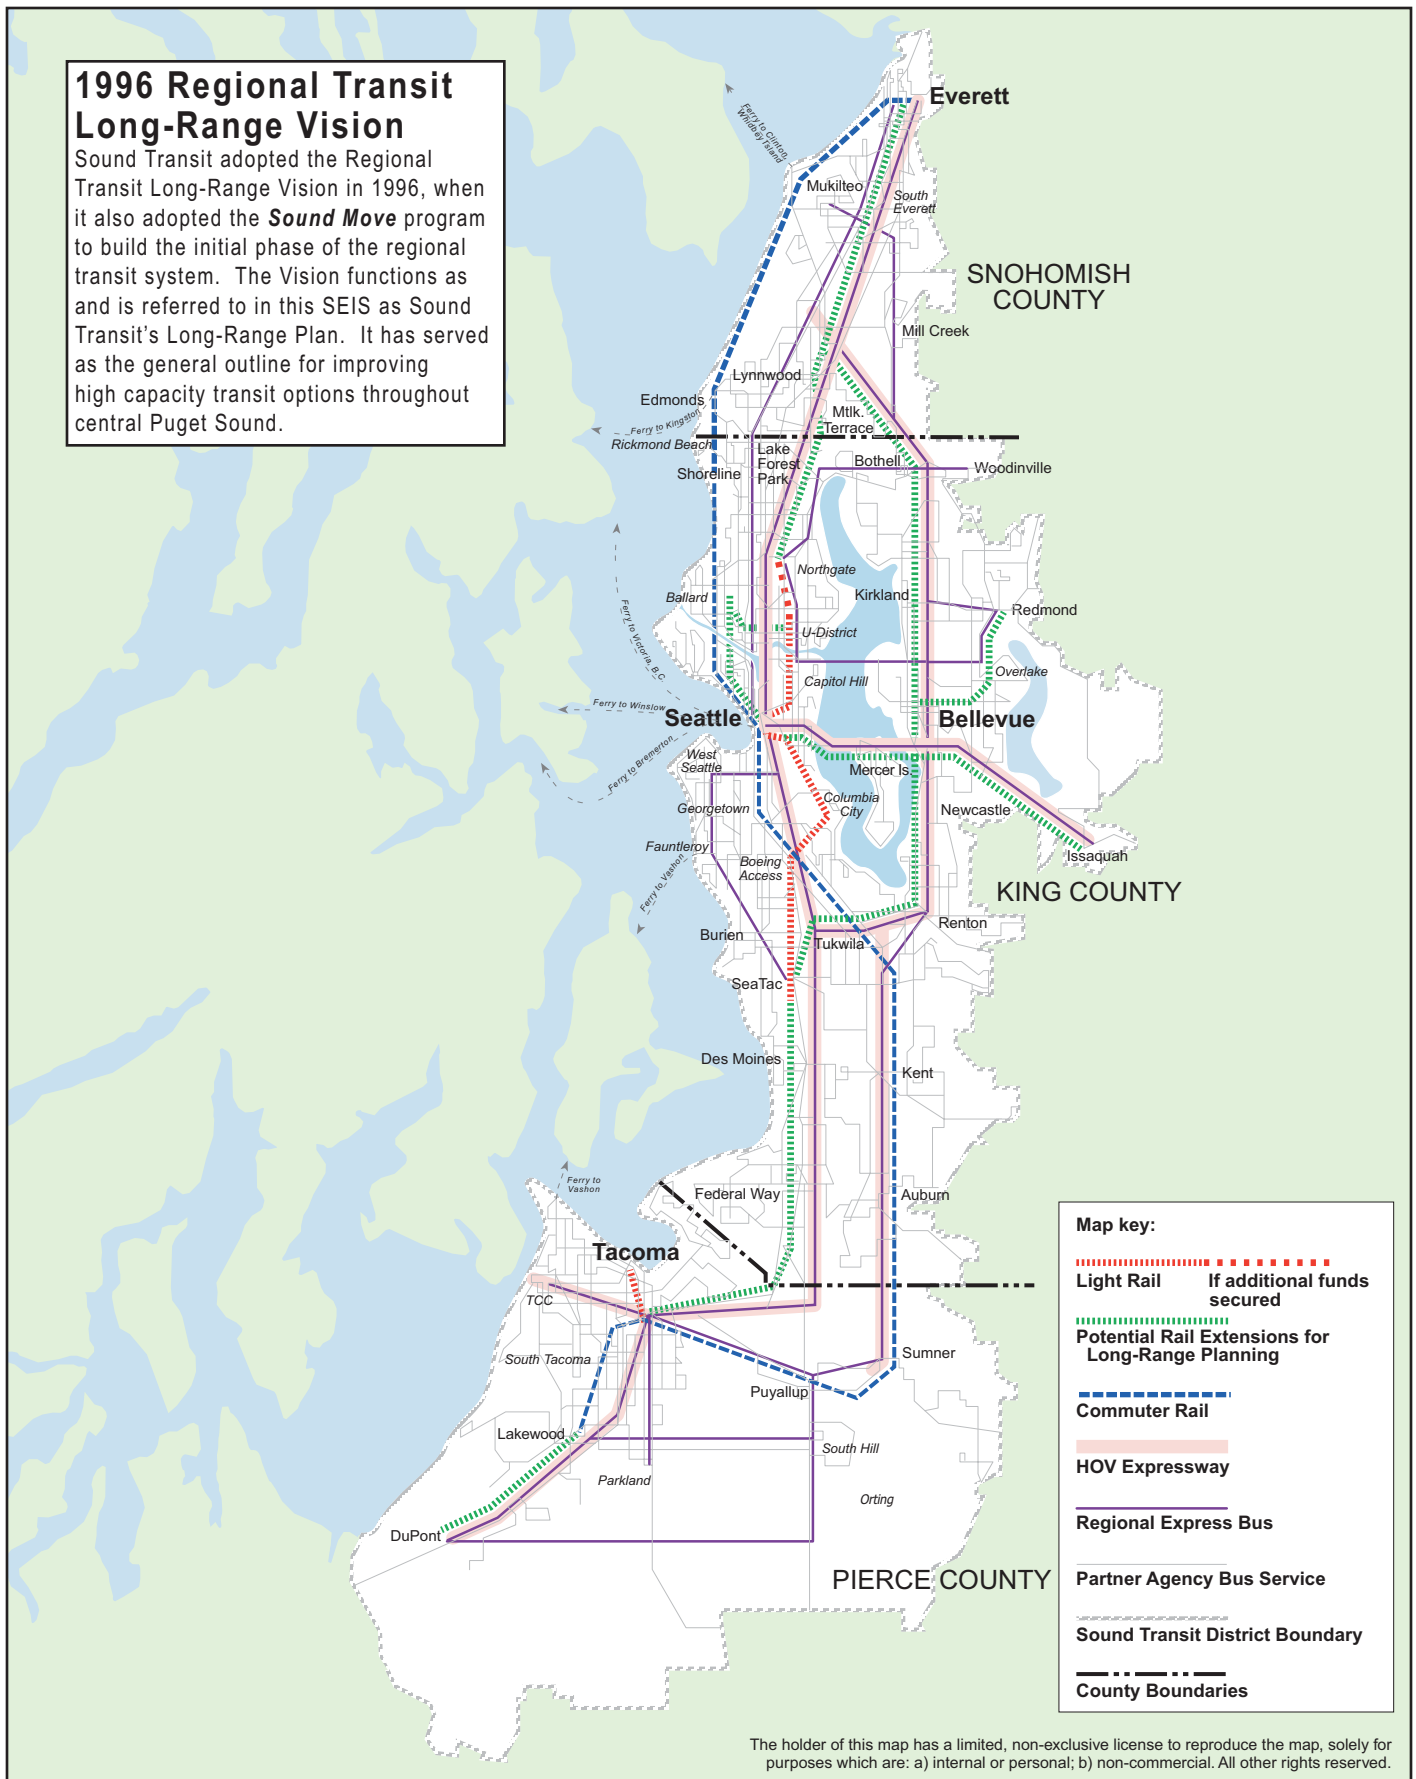 1996 Regional Transit
Long-Range Vision
Sound Transit adopted the Regional
Transit Long-Range Vision in 1996, when
it also adopted the Sound Move program
to build the initial phase of the regional
transit system. The Vision functions as
and is referred to in this SEIS as Sound
Transit's Long-Range Plan. It has served
as the general outline for improving
high capacity transit options throughout
central Puget Sound.
Everett
Ferry to Clinton,
Whidbey Island
Mukilteo
South
Everett
SNOHOMISH
COUNTY
Mill Creek
Lynnwood
Edmonds
Ferry to Kingston
Mtlk.
Terrace
Rickmond Beach
Lake
Forest
Park
Shoreline
Bothell
Woodinville
Northgate
Ballard
Kirkland
Redmond
Ferry to Victoria, B.C.
U-District
Overlake
Capitol Hill
Ferry to Winslow
Seattle
Bellevue
Ferry to Bremerton
West
Seattle
Mercer Is.
Georgetown
Columbia
City
Newcastle
Fauntleroy
Issaquah
Boeing
Access
Ferry to Vashon
KING COUNTY
Burien
Tukwila
Renton
SeaTac
Des Moines
Kent
Ferry to
Vashon
Federal Way
Auburn
Tacoma
TCC
South Tacoma
Sumner
Puyallup
Lakewood
South Hill
Parkland
Orting
DuPont
PIERCE COUNTY
Map key:
Light Rail
If additional funds
secured
Potential Rail Extensions for
Long-Range Planning
Commuter Rail
HOV Expressway
Regional Express Bus
Partner Agency Bus Service
Sound Transit District Boundary
County Boundaries
The holder of this map has a limited, non-exclusive license to reproduce the map, solely for
purposes which are: a) internal or personal; b) non-commercial. All other rights reserved.